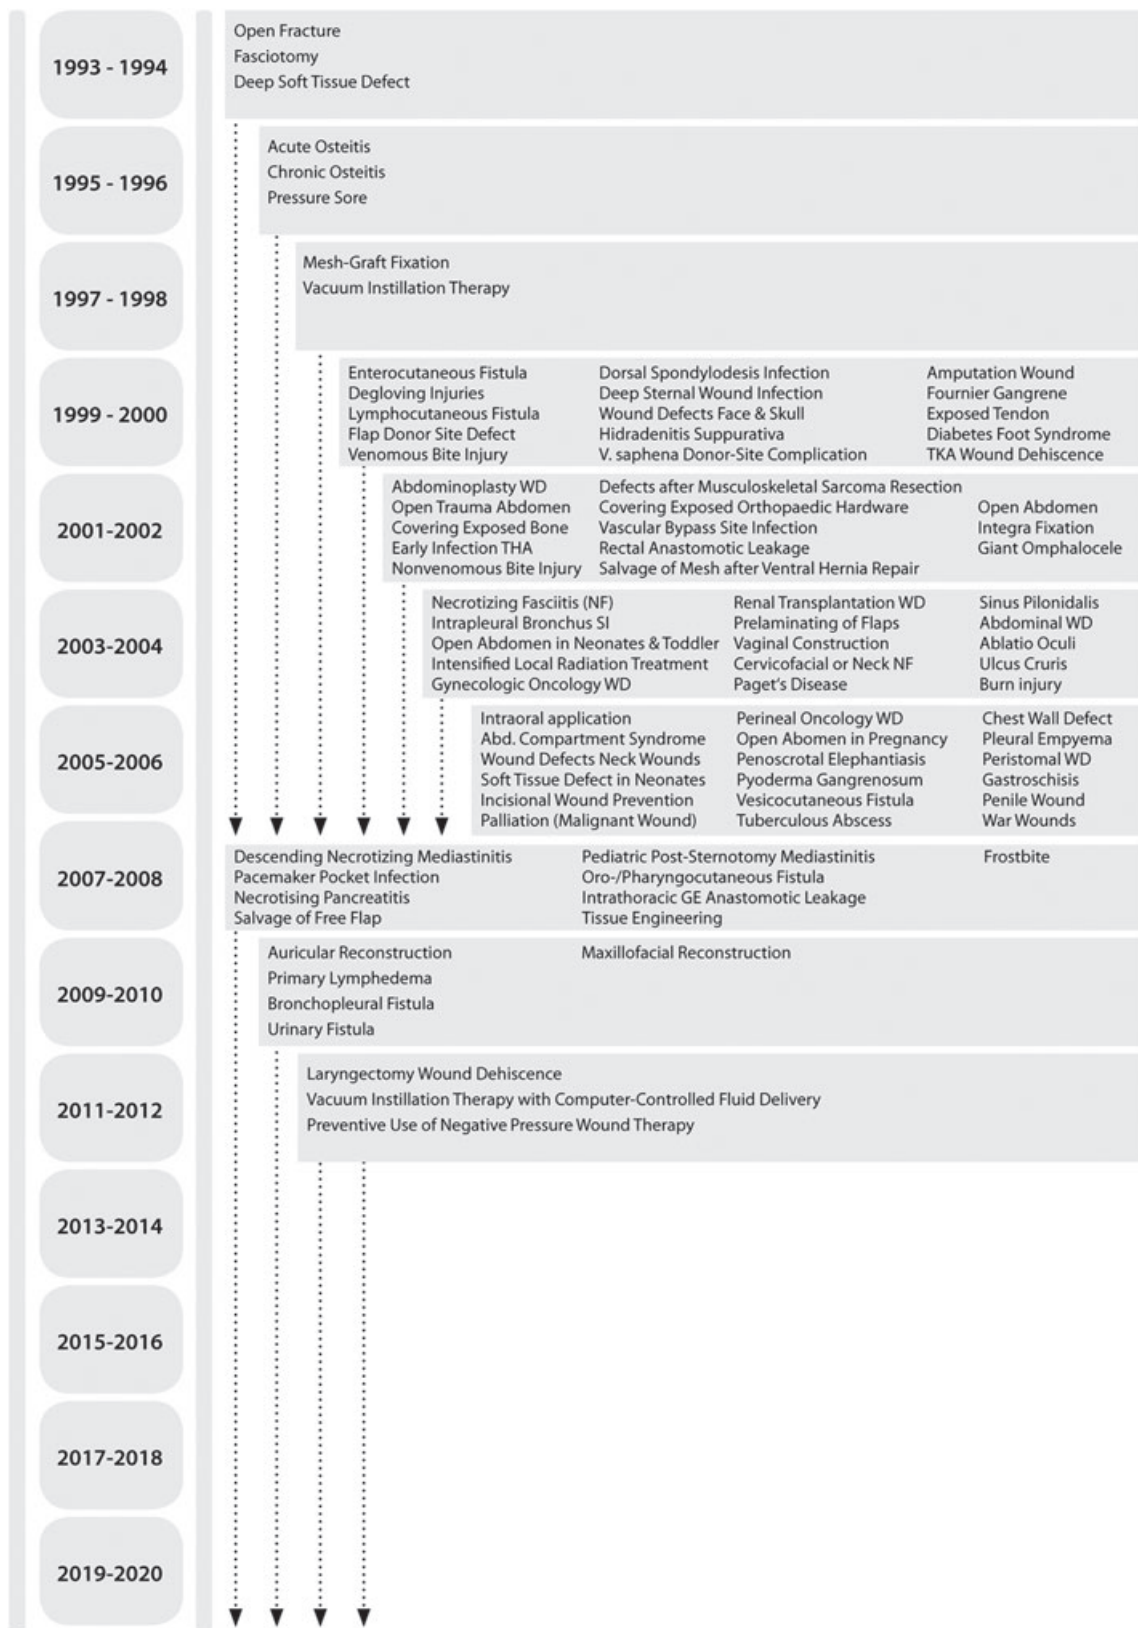 1993 - 1994
Open Fracture
Fasciotomy
Deep Soft Tissue Defect
1995 - 1996
Acute Osteitis
Chronic Osteitis
Pressure Sore
1997 - 1998
Mesh-Graft Fixation
Vacuum Instillation Therapy
1999 - 2000
Enterocutaneous Fistula
Degloving Injuries
Lymphocutaneous Fistula
Flap Donor Site Defect
Venomous Bite Injury
Dorsal Spondylodesis Infection
Deep Sternal Wound Infection
Wound Defects Face & Skull
Hidradenitis Suppurativa
V. saphena Donor-Site Complication
Amputation Wound
Fournier Gangrene
Exposed Tendon
Diabetes Foot Syndrome
TKA Wound Dehiscence
2001-2002
Abdominoplasty WD
Open Trauma Abdomen
Covering Exposed Bone
Early Infection THA
Nonvenomous Bite Injury
Defects after Musculoskeletal Sarcoma Resection
Covering Exposed Orthopaedic Hardware
Vascular Bypass Site Infection
Rectal Anastomotic Leakage
Salvage of Mesh after Ventral Hernia Repair
Open Abdomen
Integra Fixation
Giant Omphalocele
2003-2004
Necrotizing Fasciitis (NF)
Intrapleural Bronchus SI
Open Abdomen in Neonates & Toddler
Intensified Local Radiation Treatment
Gynecologic Oncology WD
Renal Transplantation WD
Prelaminating of Flaps
Vaginal Construction
Cervicofacial or Neck NF
Paget's Disease
Sinus Pilonidalis
Abdominal WD
Ablatio Oculi
Ulcus Cruris
Burn injury
2005-2006
Intraoral application
Abd. Compartment Syndrome
Wound Defects Neck Wounds
Soft Tissue Defect in Neonates
Incisional Wound Prevention
Palliation (Malignant Wound)
Perineal Oncology WD
Open Abomen in Pregnancy
Penoscrotal Elephantiasis
Pyoderma Gangrenosum
Vesicocutaneous Fistula
Tuberculous Abscess
Chest Wall Defect
Pleural Empyema
Peristomal WD
Gastroschisis
Penile Wound
War Wounds
2007-2008
Descending Necrotizing Mediastinitis
Pacemaker Pocket Infection
Necrotising Pancreatitis
Salvage of Free Flap
Pediatric Post-Sternotomy Mediastinitis
Oro-/Pharyngocutaneous Fistula
Intrathoracic GE Anastomotic Leakage
Tissue Engineering
Frostbite
2009-2010
Auricular Reconstruction
Primary Lymphedema
Bronchopleural Fistula
Urinary Fistula
Maxillofacial Reconstruction
2011-2012
Laryngectomy Wound Dehiscence
Vacuum Instillation Therapy with Computer-Controlled Fluid Delivery
Preventive Use of Negative Pressure Wound Therapy
2013-2014
2015-2016
2017-2018
2019-2020